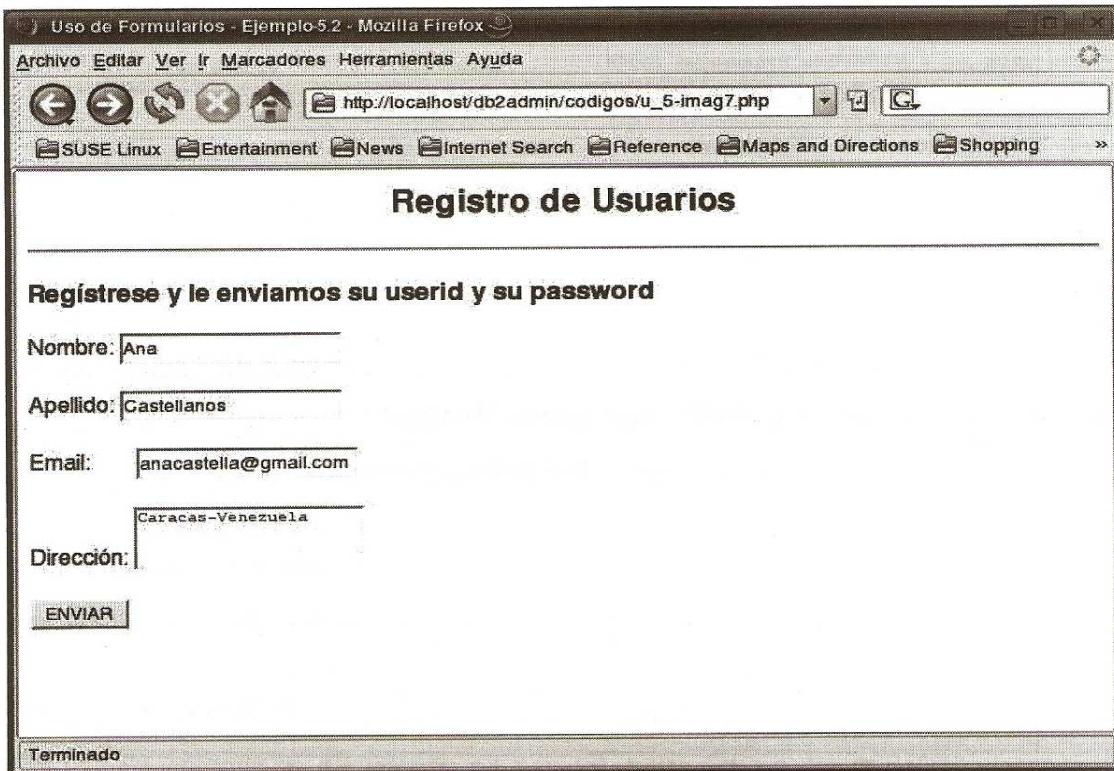 Uso de Formularios - Ejemplo-5.2 - Mozilla Firefox
Archivo Editar Ver Ir Marcadores Herramientas Ayuda
http://localhost/db2admin/codigos/u_5-imag7.php
G
SUSE Linux Entertainment News Internet Search Reference Maps and Directions Shopping »
Registro de Usuarios
Regístrese y le enviamos su userid y su password
Nombre: Ana
Apellido: Castellanos
Email: anacastella@gmail.com
Caracas-Venezuela
Dirección:
ENVIAR
Terminado